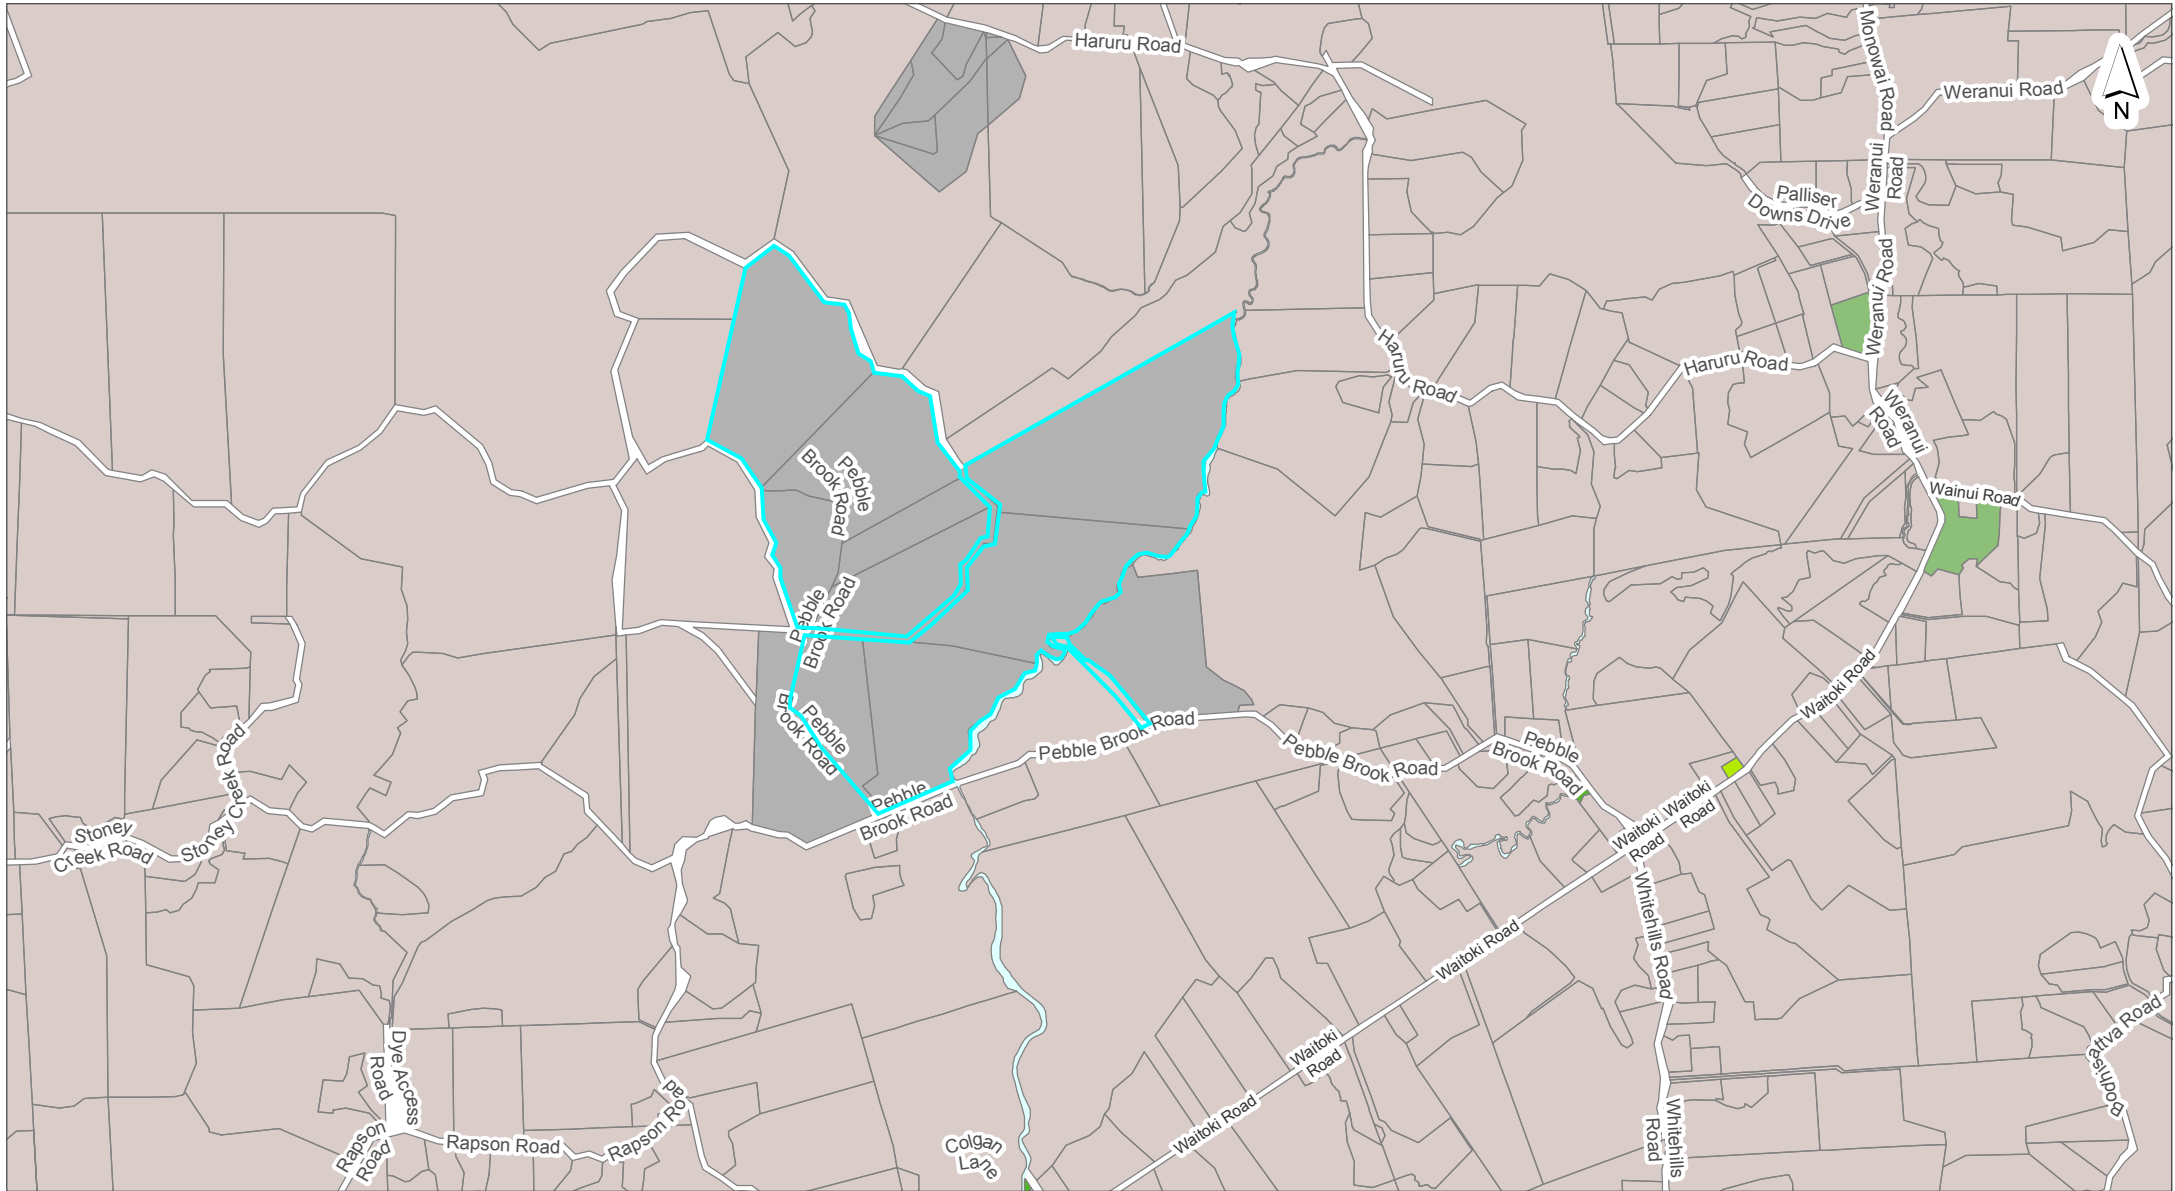 Haruru Road
Monowai Road
Weranui Road
N
Weranui
Road
Palliser
Downs Drive
Weranui Road
Haruru Road
Haruru Road
Weranui
Road
Pebble
Brook Road
Wainui Road
Pebble
Brook Road
Pebble
Brook Road
Waitoki Road
Pebble Brook Road
Pebble Brook Road
Pebble
Brook Road
Pebble
Brook Road
Stoney Creek Road
Stoney
Creek Road
Waitoki
Road
Waitoki
Road
Whitehills Road
Waitoki Road
Dye Access
Road
Waitoki
Road
Bodhisattva Road
Rapson Road
Rapson
Road
Rapson Road
Colgan
Lane
Waitoki Road
Whitehills
Road